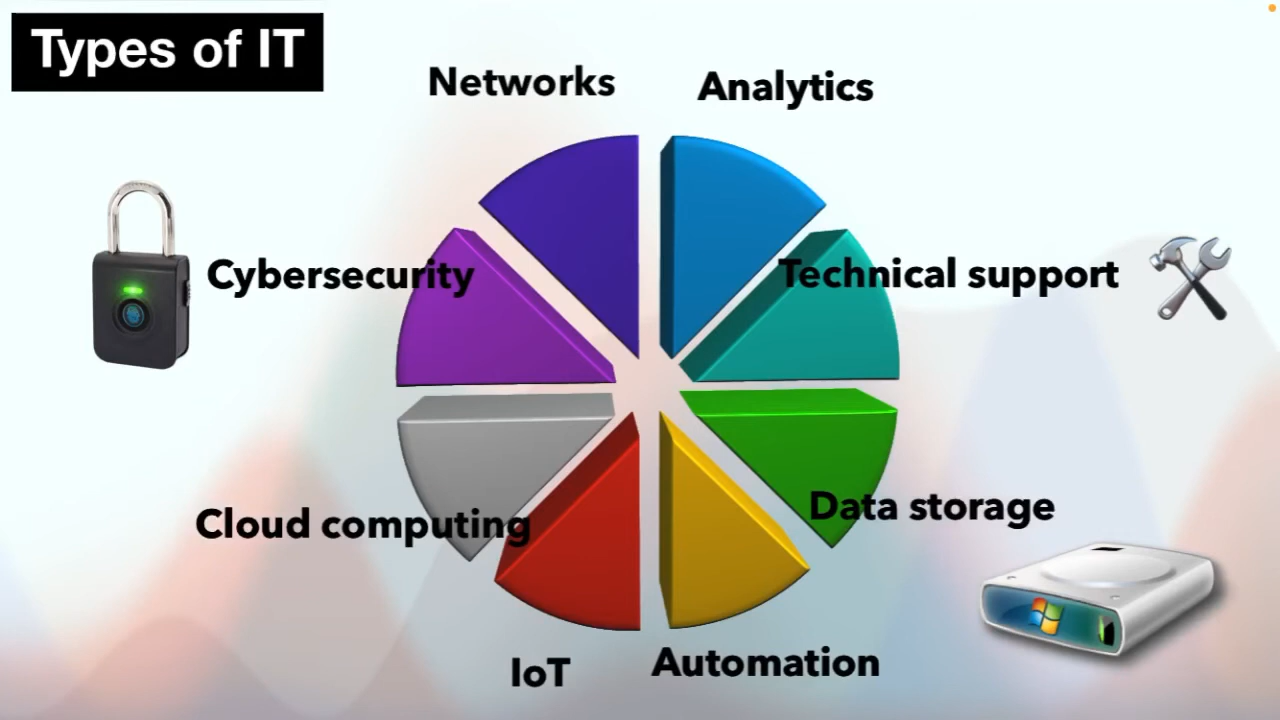 Types of IT
Networks
Analytics
Cybersecurity
Technical support
Cloud computing
Data storage
IoT
Automation